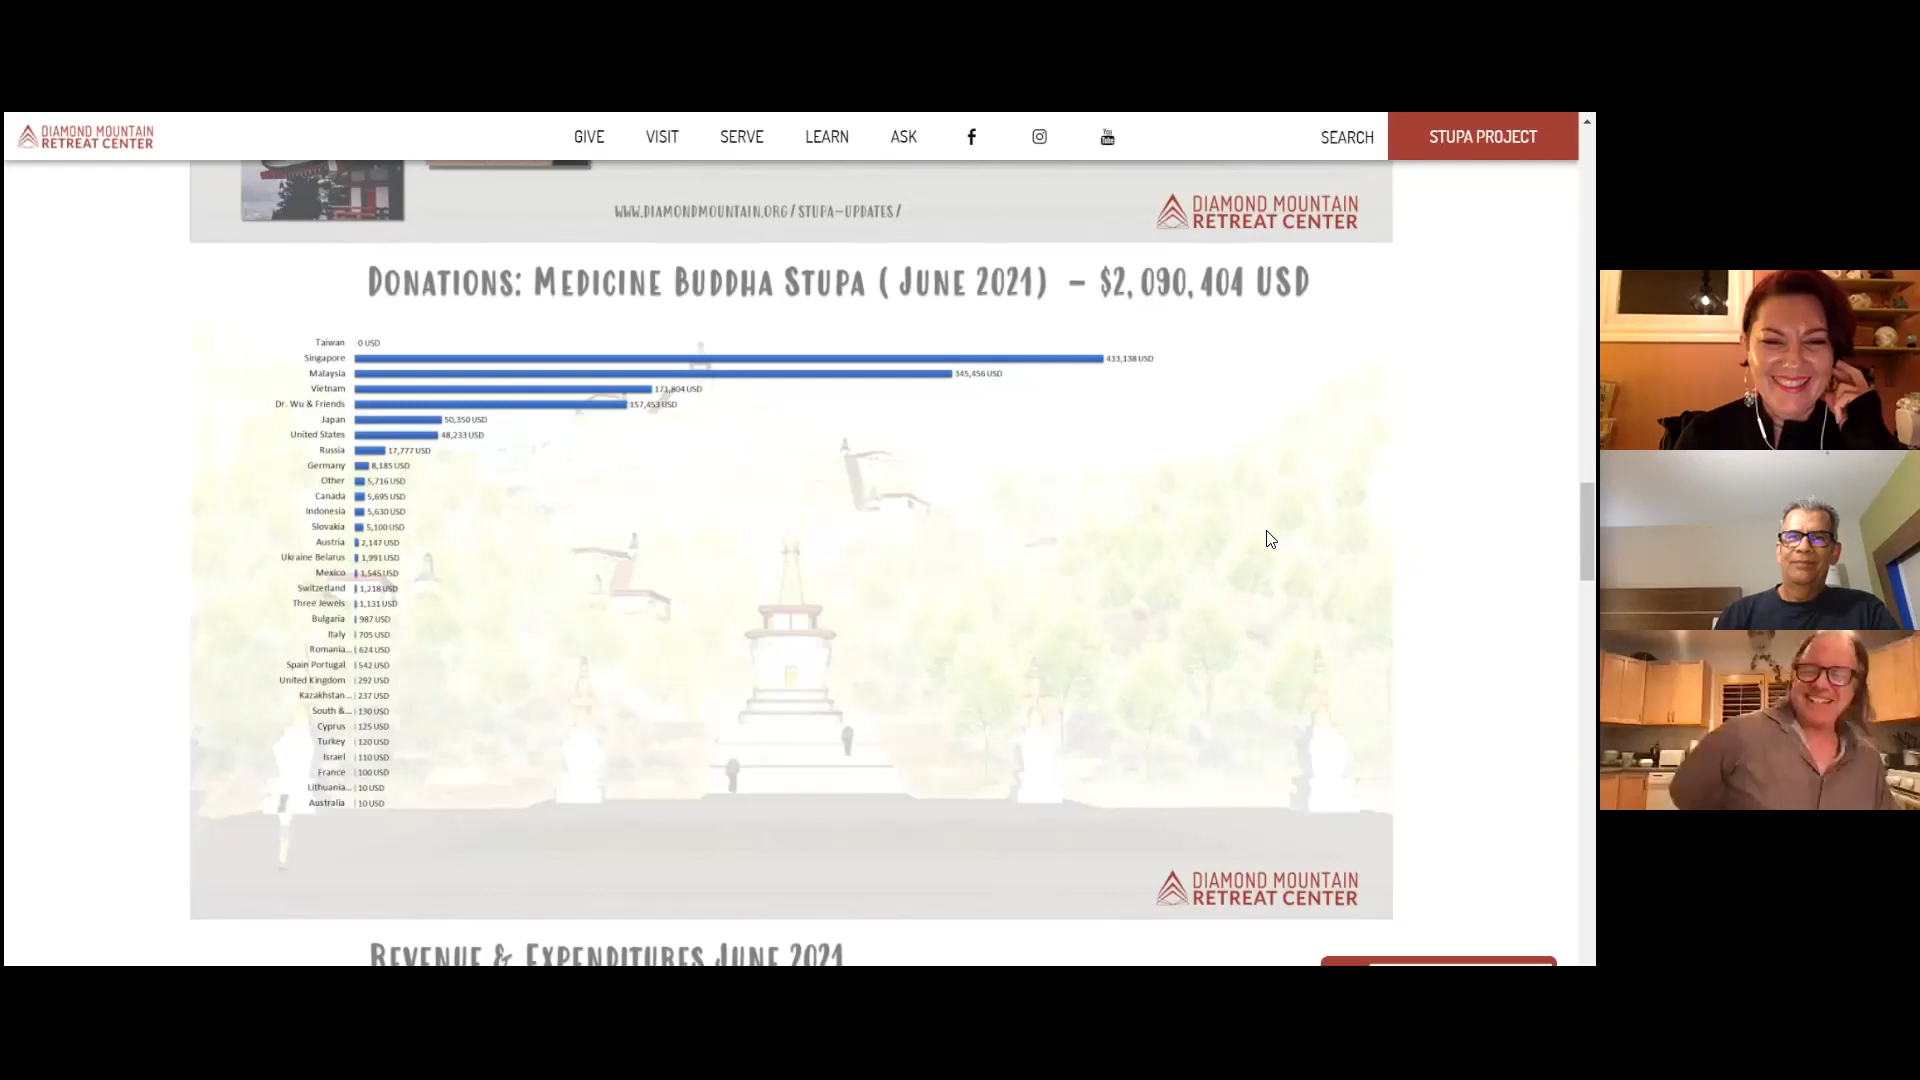 DIAMOND MOUNTAIN
RETREAT CENTER
GIVE VISIT SERVE LEARN ASK You Tube SEARCH STUPA PROJECT
WWW.DIAMONDMOUNTAIN.ORG/STUPA-UPDATES/
DIAMOND MOUNTAIN
RETREAT CENTER
DONATIONS: MEDICINE BUDDHA STUPA ( JUNE 2021) - $2,090,404 USD
Taiwan 0 USD
Singapore 433,138 USD
Malaysia 345,456 USD
Vietnam 171,804 USD
Dr. Wu & Friends 157,453 USD
Japan 50,350 USD
United States 48,233 USD
Russia 17,777 USD
Germany 8,185 USD
Other 5,716 USD
Canada 5,695 USD
Indonesia 5,630 USD
Slovakia 5,100 USD
Austria 2,147 USD
Ukraine Belarus 1,991 USD
Mexico 1,545 USD
Switzerland 1,218 USD
Three Jewels 1,131 USD
Bulgaria 987 USD
Italy 705 USD
Romania... 624 USD
Spain Portugal 542 USD
United Kingdom 292 USD
Kazakhstan... 237 USD
South &... 130 USD
Cyprus 125 USD
Turkey 120 USD
Israel 110 USD
France 100 USD
Lithuania... 10 USD
Australia 10 USD
DIAMOND MOUNTAIN
RETREAT CENTER
REVENUE & EXPENDITURES JUNE 2021